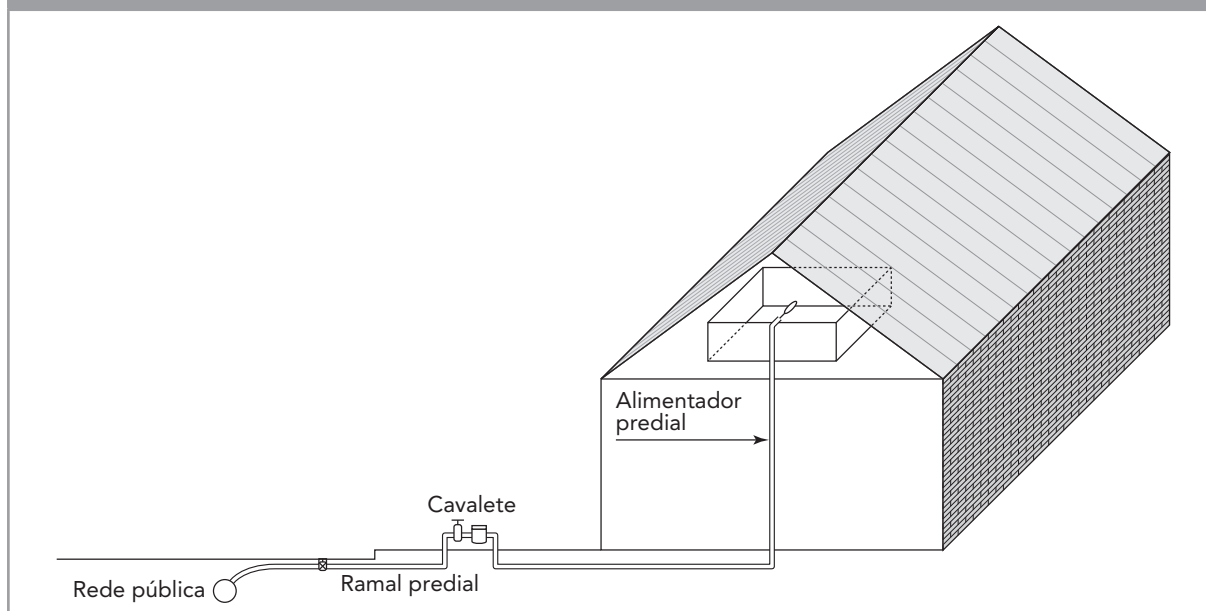 Alimentador
predial
Cavalete
Rede pública
Ramal predial